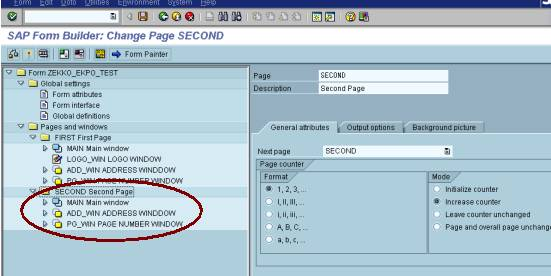 Form Edit Goto Utilities Environment System Help
SAP Form Builder: Change Page SECOND
Form Painter
Form ZEKKO_EKPO_TEST
Global settings
Form attributes
Form interface
Global definitions
Pages and windows
FIRST First Page
MAIN Main window
LOGO_WIN LOGO WINDOW
ADD_WIN ADDRESS WINDDOW
PG_WIN PAGE NUMBER WINDOW
SECOND Second Page
MAIN Main window
ADD_WIN ADDRESS WINDDOW
PG_WIN PAGE NUMBER WINDOW
Page SECOND
Description Second Page
General attributes Output options Background picture
Next page SECOND
Page counter
Format
1, 2, 3, ...
I, II, III, ...
i, ii, iii, ...
A, B, C, ...
a, b, c, ...
Mode
Initialize counter
Increase counter
Leave counter unchanged
Page and overall page unchange